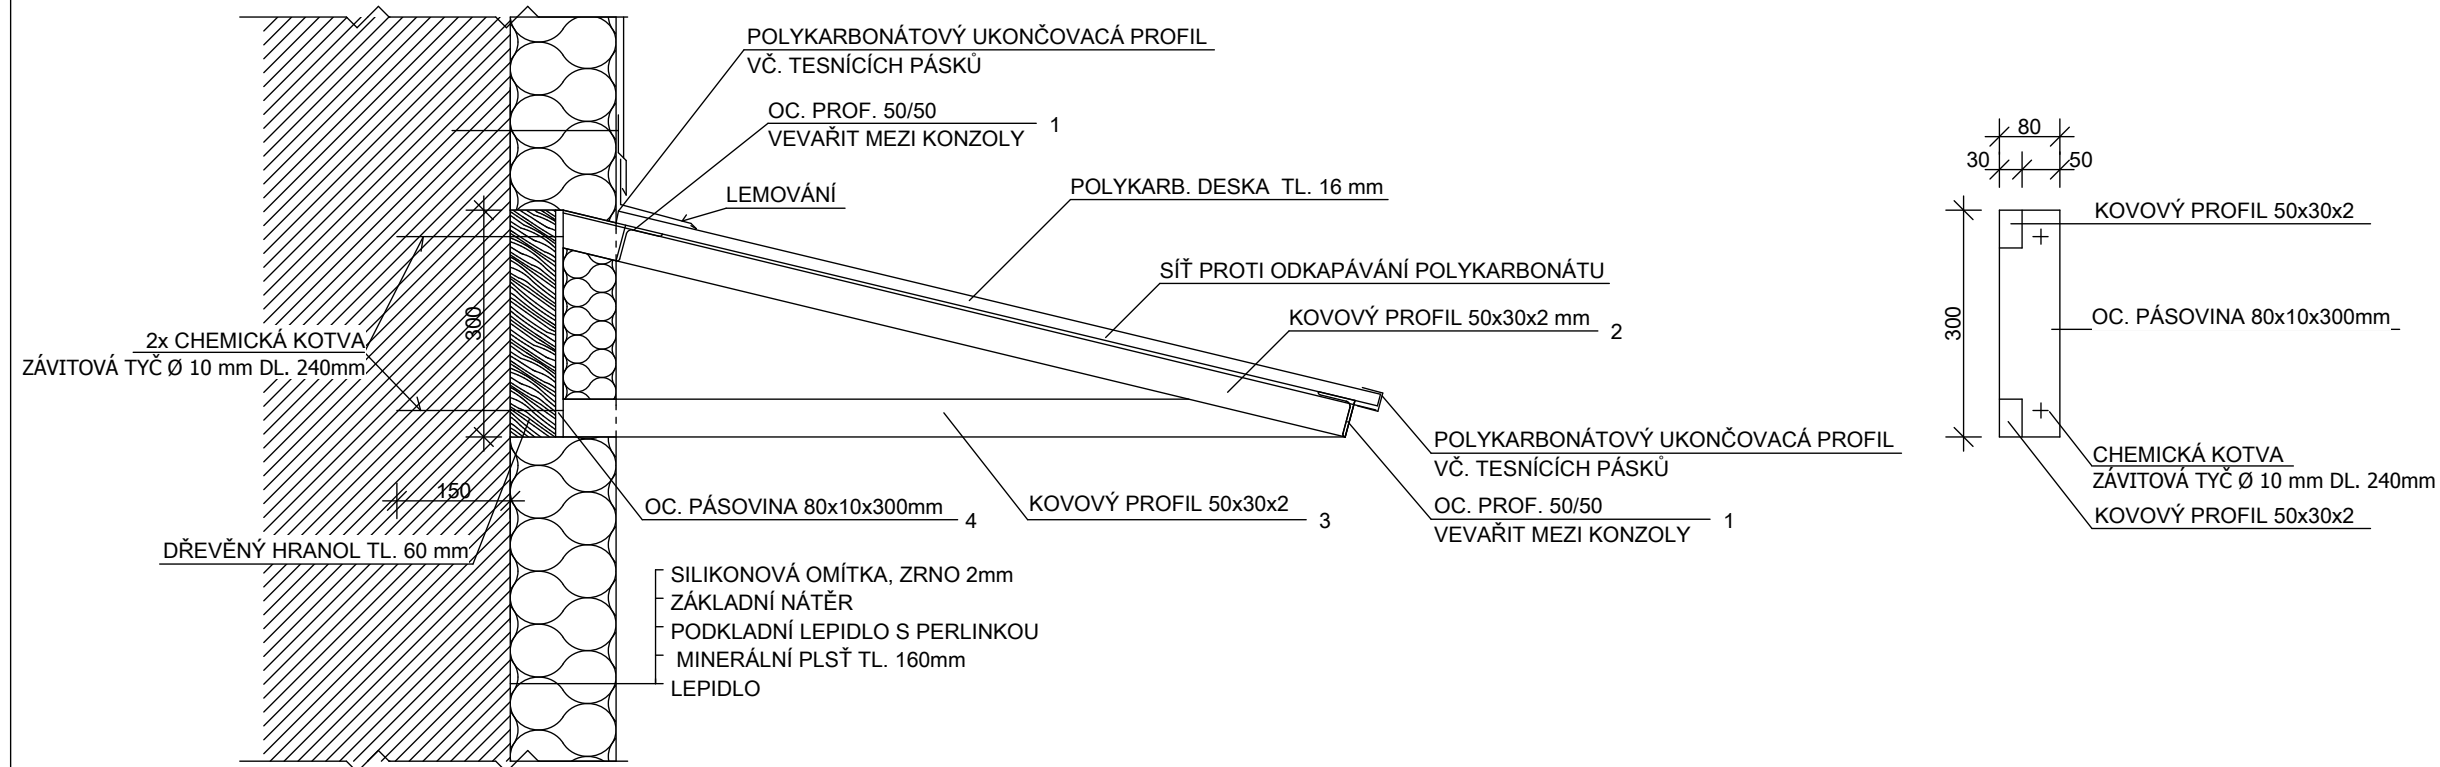 POLYKARBONÁTOVÝ UKONČOVACÁ PROFIL
VČ. TESNÍCÍCH PÁSKŮ
OC. PROF. 50/50
VEVAŘIT MEZI KONZOLY
1
LEMOVÁNÍ
POLYKARB. DESKA TL. 16 mm
SÍŤ PROTI ODKAPÁVÁNÍ POLYKARBONÁTU
KOVOVÝ PROFIL 50x30x2 mm
2
300
2x CHEMICKÁ KOTVA
ZÁVITOVÁ TYČ Ø 10 mm DL. 240mm
150
DŘEVĚNÝ HRANOL TL. 60 mm
OC. PÁSOVINA 80x10x300mm
4
KOVOVÝ PROFIL 50x30x2
3
POLYKARBONÁTOVÝ UKONČOVACÁ PROFIL
VČ. TESNÍCÍCH PÁSKŮ
OC. PROF. 50/50
VEVAŘIT MEZI KONZOLY
1
SILIKONOVÁ OMÍTKA, ZRNO 2mm
ZÁKLADNÍ NÁTĚR
PODKLADNÍ LEPIDLO S PERLINKOU
MINERÁLNÍ PLSŤ TL. 160mm
LEPIDLO
80
30
50
300
KOVOVÝ PROFIL 50x30x2
OC. PÁSOVINA 80x10x300mm
CHEMICKÁ KOTVA
ZÁVITOVÁ TYČ Ø 10 mm DL. 240mm
KOVOVÝ PROFIL 50x30x2